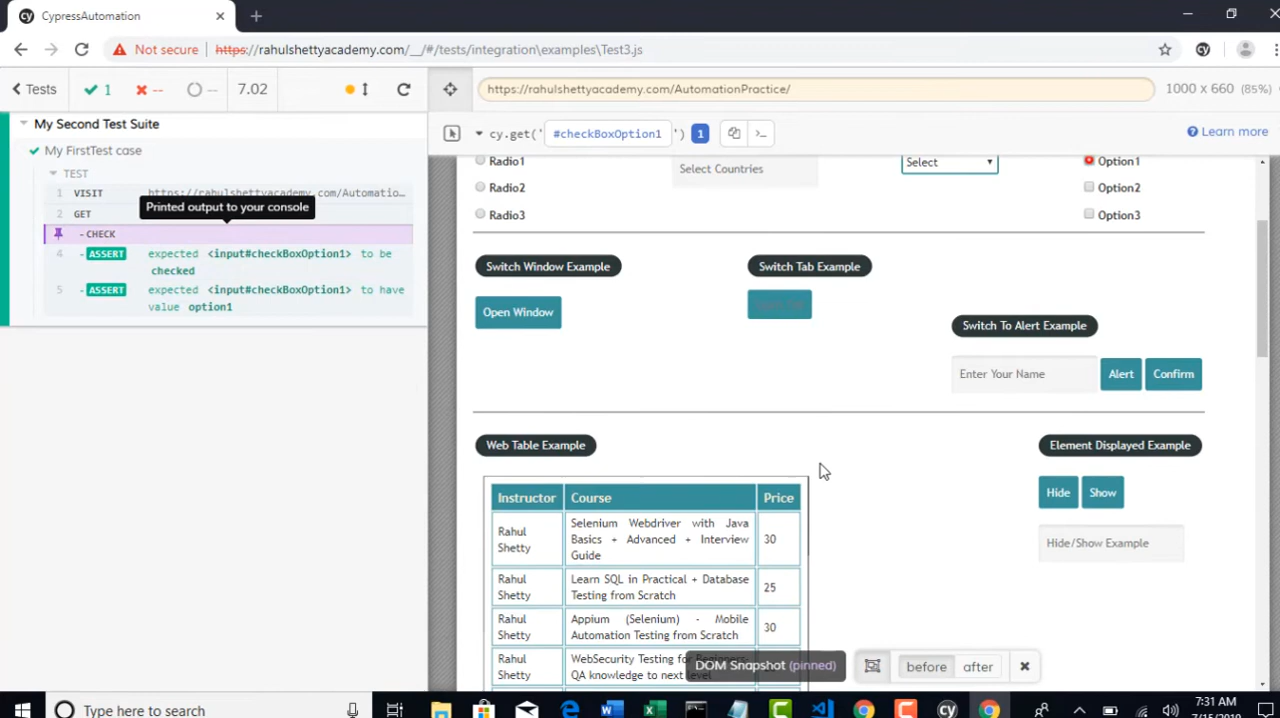 CypressAutomation
Not secure | https://rahulshettyacademy.com/__/#/tests/integration\examples\Test3.js
Tests 1 -- -- 7.02
https://rahulshettyacademy.com/AutomationPractice/ 1000 x 660 (85%)
cy.get(' #checkBoxOption1 ') 1 Learn more
My Second Test Suite
My FirstTest case
TEST
1 VISIT https://rahulshettyacademy.com/Automatio...
Printed output to your console
2 GET
- CHECK
4 - ASSERT expected <input#checkBoxOption1> to be
checked
5 - ASSERT expected <input#checkBoxOption1> to have
value option1
Radio1 Select Countries Select Option1
Radio2 Option2
Radio3 Option3
Switch Window Example Switch Tab Example
Open Window
Switch To Alert Example
Enter Your Name Alert Confirm
Web Table Example Element Displayed Example
Hide Show
Hide/Show Example
Instructor Course Price
Rahul Shetty Selenium Webdriver with Java 30
Basics + Advanced + Interview
Guide
Rahul Shetty Learn SQL in Practical + Database 25
Testing from Scratch
Rahul Shetty Appium (Selenium) - Mobile 30
Automation Testing from Scratch
Rahul Shetty WebSecurity Testing for
QA knowledge to next
DOM Snapshot (pinned) before after
Type here to search
7:31 AM